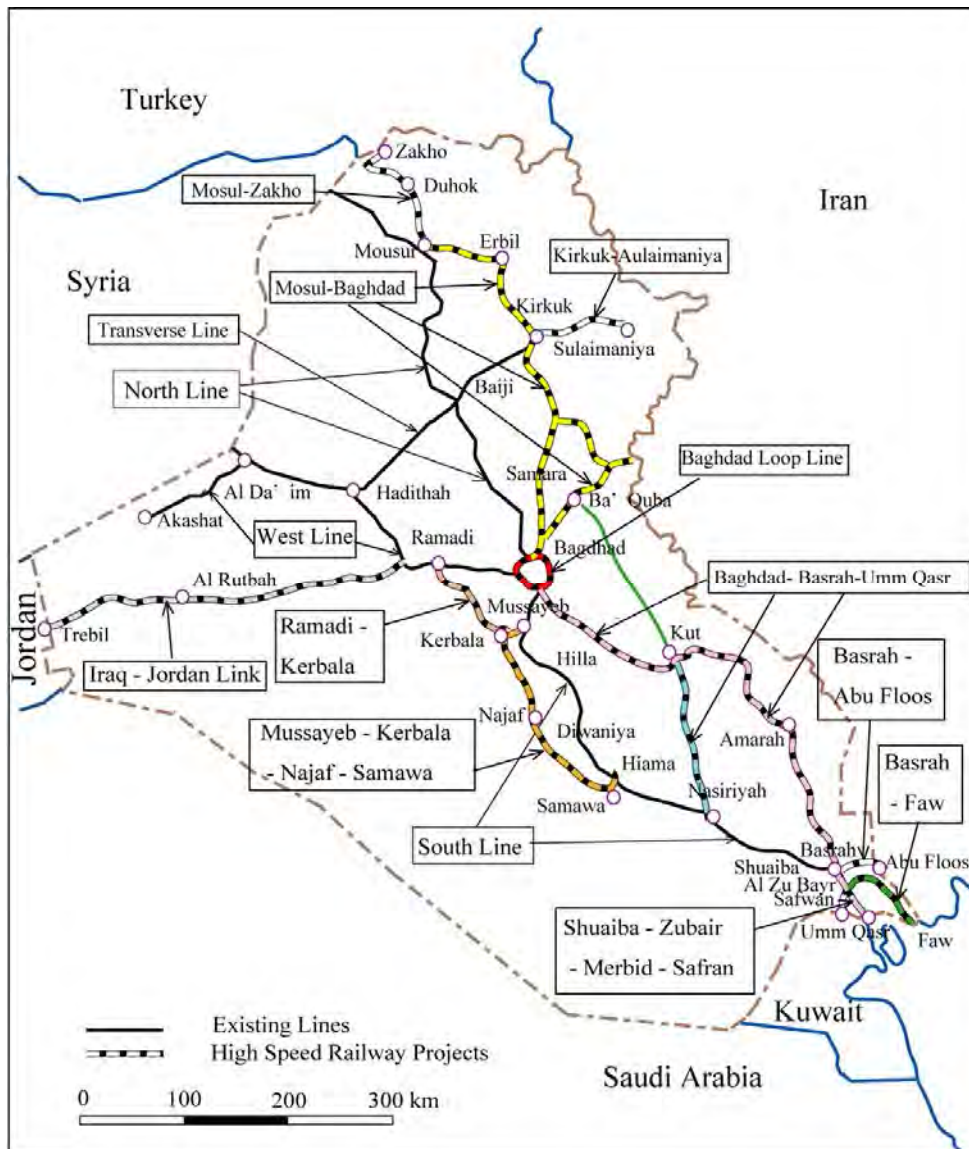 Turkey
Zakho
Mosul-Zakho
Duhok
Iran
Mousur
Erbil
Kirkuk-Aulaimaniya
Syria
Mosul-Baghdad
Kirkuk
Transverse Line
Sulaimaniya
North Line
Baiji
Samara
Baghdad Loop Line
Al Da' im
Hadithah
Ba' Quba
Akashat
West Line
Ramadi
Bagdhad
Al Rutbah
Baghdad- Basrah-Umm Qasr
Mussayeb
Trebil
Ramadi -
Kerbala
Kerbala
Kut
Jordan
Iraq - Jordan Link
Hilla
Basrah -
Abu Floos
Najaf
Mussayeb - Kerbala
- Najaf - Samawa
Diwaniya
Amarah
Hiama
Basrah
- Faw
Samawa
Nasiriyah
South Line
Basrah
Shuaiba
Abu Floos
Al Zu Bayr
Safwan
Shuaiba - Zubair
- Merbid - Safran
Umm Qasr
Faw
Kuwait
Existing Lines
High Speed Railway Projects
Saudi Arabia
0 100 200 300 km